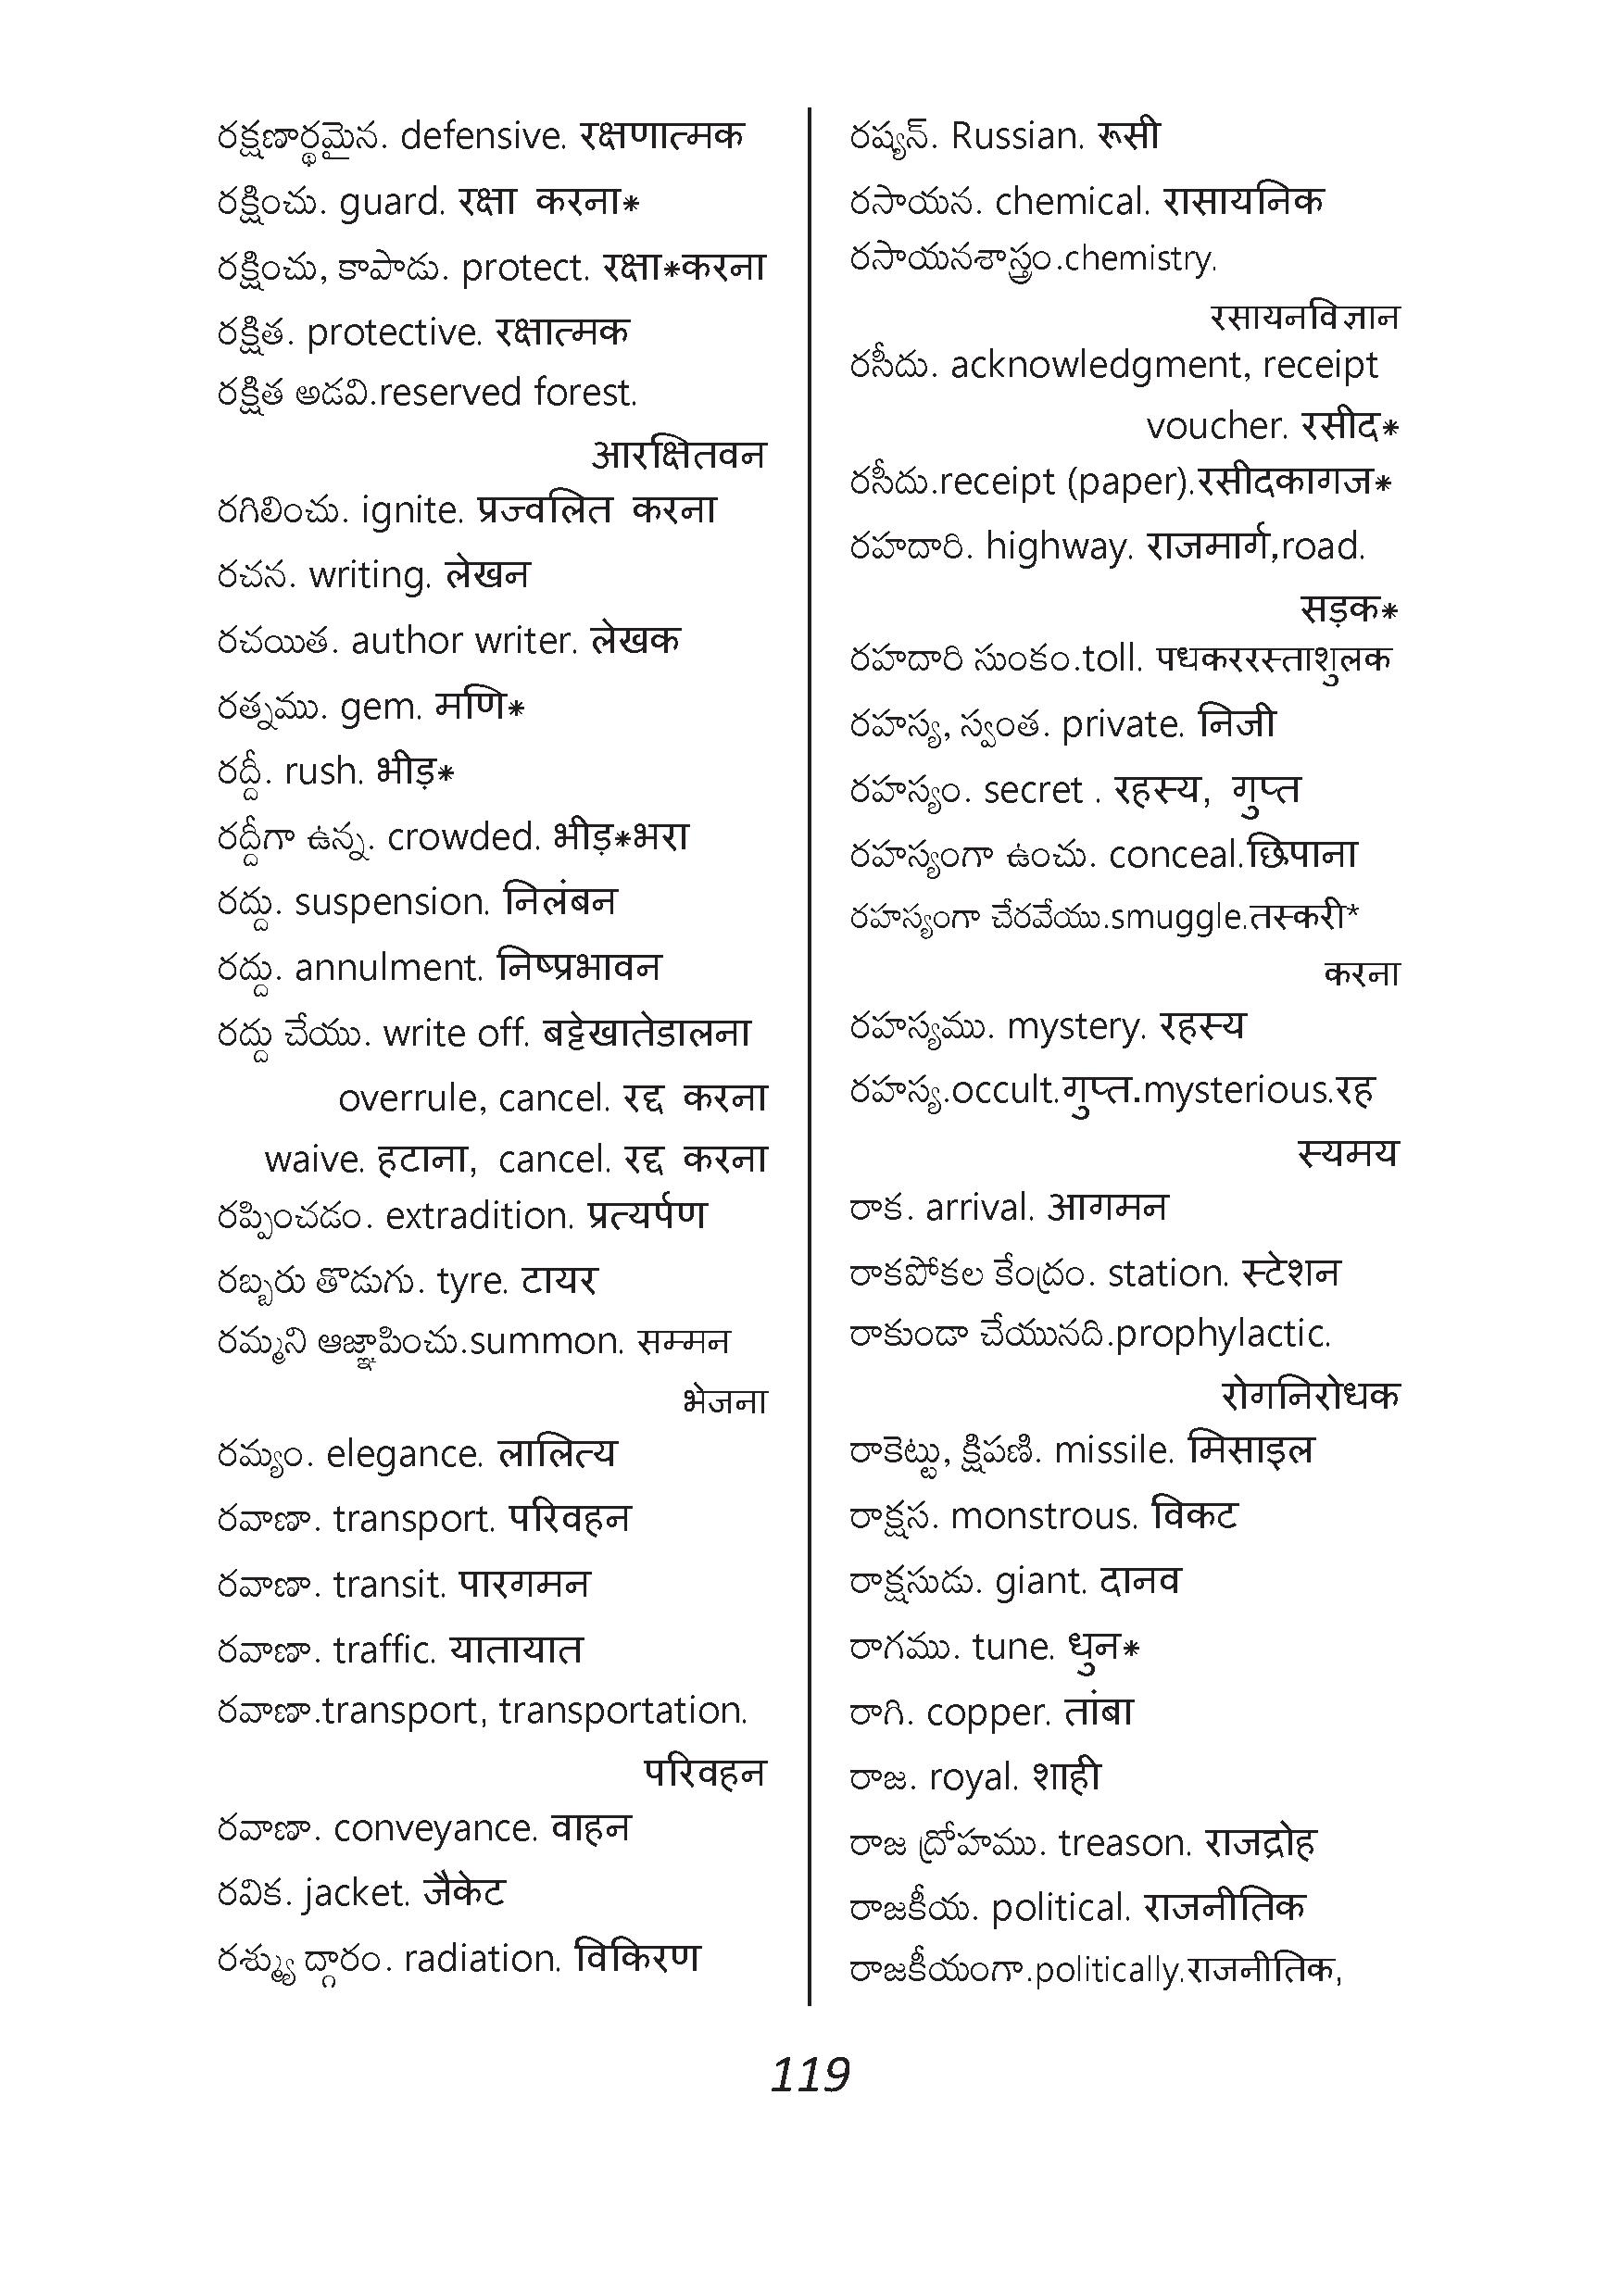 రక్షణార్థమైన. defensive. रक्षणात्मक
రక్షించు. guard. रक्षा करना*
రక్షించు, కాపాడు. protect. रक्षा*करना
రక్షిత. protective. रक्षात्मक
రక్షిత అడవి.reserved forest.
आरक्षितवन
రగిలించు. ignite. प्रज्वलित करना
రచన. writing. लेखन
రచయిత. author writer. लेखक
రత్నము. gem. मणि*
రద్దీ. rush. भीड़*
రద్దీగా ఉన్న. crowded. भीड़*भरा
రద్దు. suspension. निलंबन
రద్దు. annulment. निष्प्रभावन
రద్దు చేయు. write off. बट्टेखातेडालना
overrule, cancel. रद्द करना
waive. हटाना, cancel. रद्द करना
రప్పించడం. extradition. प्रत्यर्पण
రబ్బరు తొడుగు. tyre. टायर
రమ్మని ఆజ్ఞాపించు.summon. सम्मन
भेजना
రమ్యం. elegance. लालित्य
రవాణా. transport. परिवहन
రవాణా. transit. पारगमन
రవాణా. traffic. यातायात
రవాణా.transport, transportation.
परिवहन
రవాణా. conveyance. वाहन
రవిక. jacket. जैकेट
రశ్ము్య ద్గారం. radiation. विकिरण
రష్యన్. Russian. रूसी
రసాయన. chemical. रासायनिक
రసాయనశాస్త్రం.chemistry.
रसायनविज्ञान
రసీదు. acknowledgment, receipt
voucher. रसीद*
రసీదు.receipt (paper).रसीदकागज*
రహదారి. highway. राजमार्ग,road.
सड़क*
రహదారి సుంకం.toll. पधकररस्ताशुलक
రహస్య, స్వంత. private. निजी
రహస్యం. secret . रहस्य, गुप्त
రహస్యంగా ఉంచు. conceal.छिपाना
రహస్యంగా చేరవేయు.smuggle.तस्करी*
करना
రహస్యము. mystery. रहस्य
రహస్య.occult.गुप्त.mysterious.रह
स्यमय
రాక. arrival. आगमन
రాకపోకల కేంద్రం. station. स्टेशन
రాకుండా చేయునది.prophylactic.
रोगनिरोधक
రాకెట్టు, క్షిపణి. missile. मिसाइल
రాక్షస. monstrous. विकट
రాక్షసుడు. giant. दानव
రాగము. tune. धुन*
రాగి. copper. तांबा
రాజ. royal. शाही
రాజ ద్రోహము. treason. राजद्रोह
రాజకీయ. political. राजनीतिक
రాజకీయంగా.politically.राजनीतिक,
119